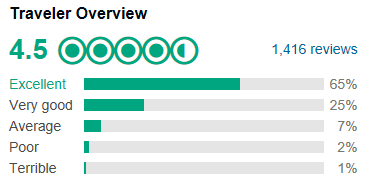 Traveler Overview
4.5 1,416 reviews
Excellent 65%
Very good 25%
Average 7%
Poor 2%
Terrible 1%